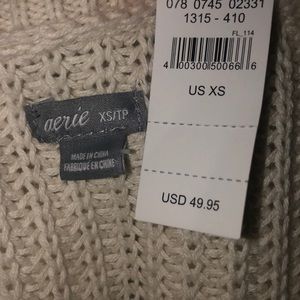 078 0745 02331
1315 - 410
FL_114
4 00300 50066 6
US XS
USD 49.95
aerie XS/TP
MADE IN CHINA
FABRIQUÉ EN CHINE